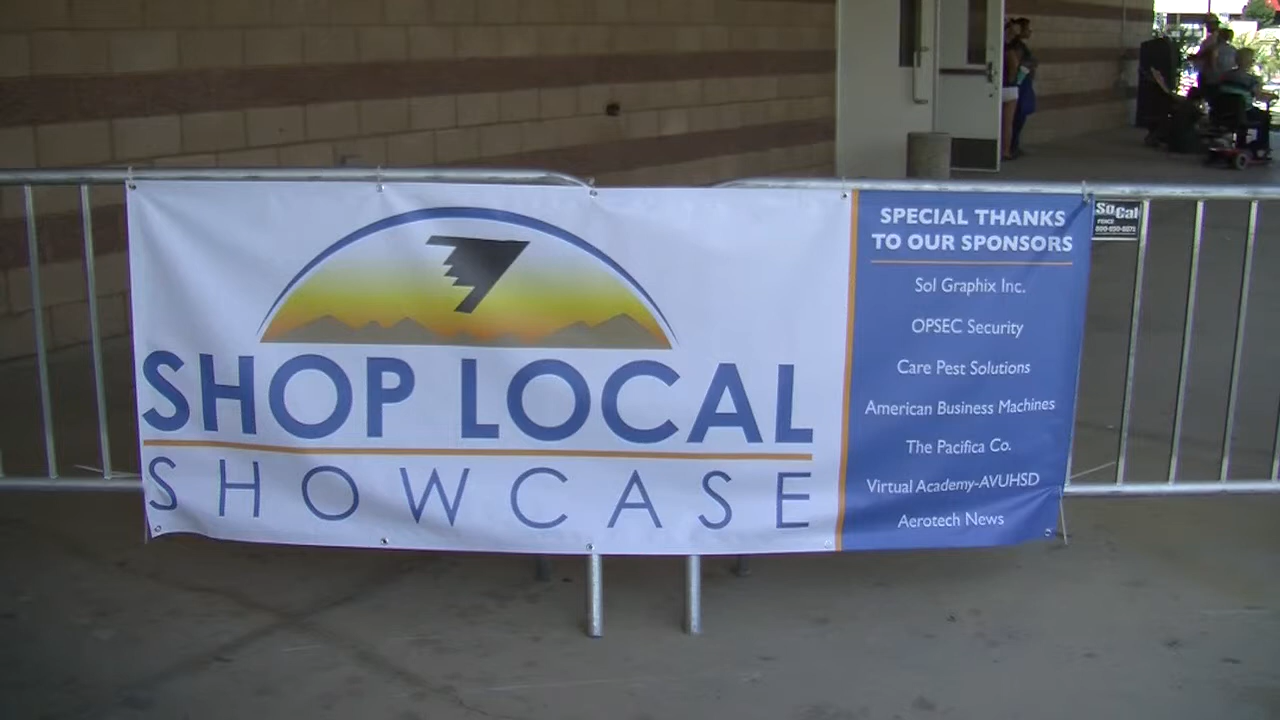 SHOP LOCAL
SHOWCASE
SPECIAL THANKS
TO OUR SPONSORS
Sol Graphix Inc.
OPSEC Security
Care Pest Solutions
American Business Machines
The Pacifica Co.
Virtual Academy-AVUHSD
Aerotech News
SoCal
FENCE